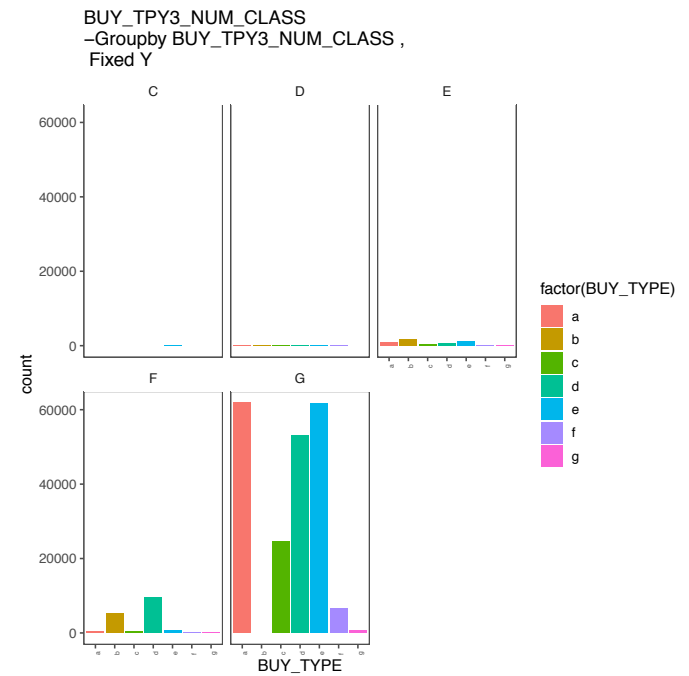 BUY_TPY3_NUM_CLASS
−Groupby BUY_TPY3_NUM_CLASS ,
Fixed Y
C D E
60000
40000
20000
0
a b c d e f g
count
F G
60000
40000
20000
0
a b c d e f g a b c d e f g
BUY_TYPE
factor(BUY_TYPE)
a
b
c
d
e
f
g